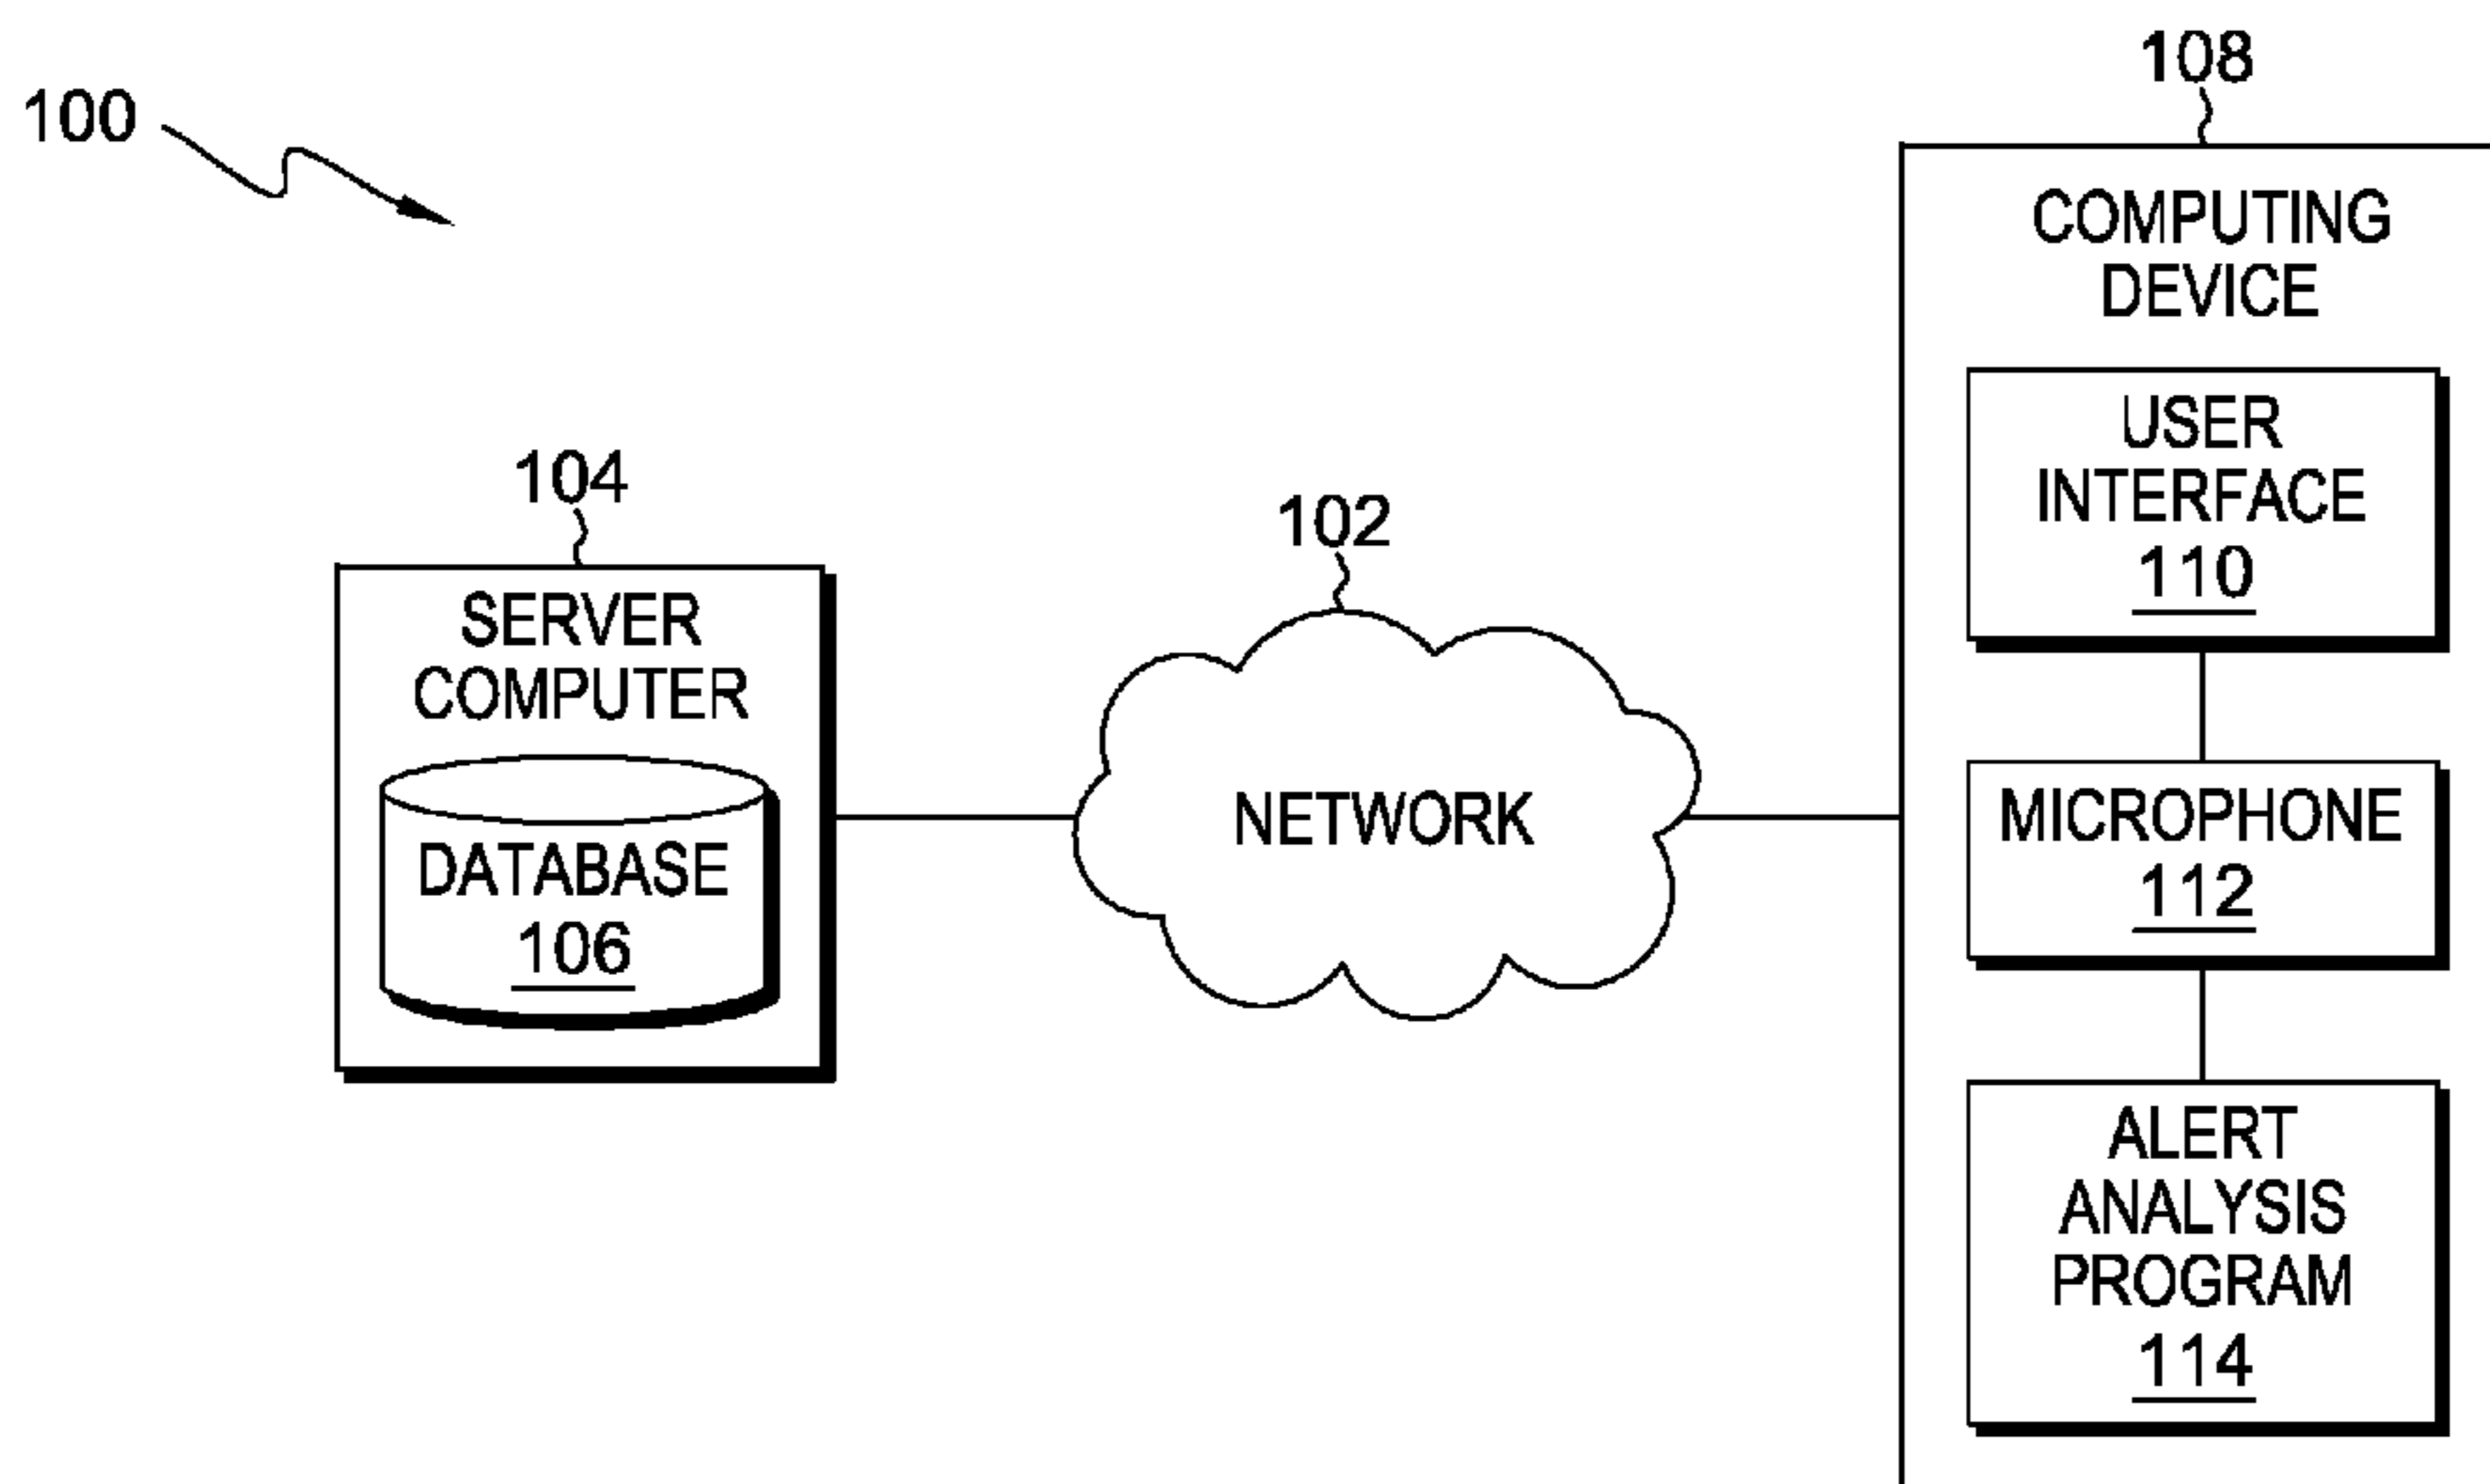 100
108
COMPUTING
DEVICE
USER
INTERFACE
110
104
102
SERVER
COMPUTER
DATABASE
106
NETWORK
MICROPHONE
112
ALERT
ANALYSIS
PROGRAM
114